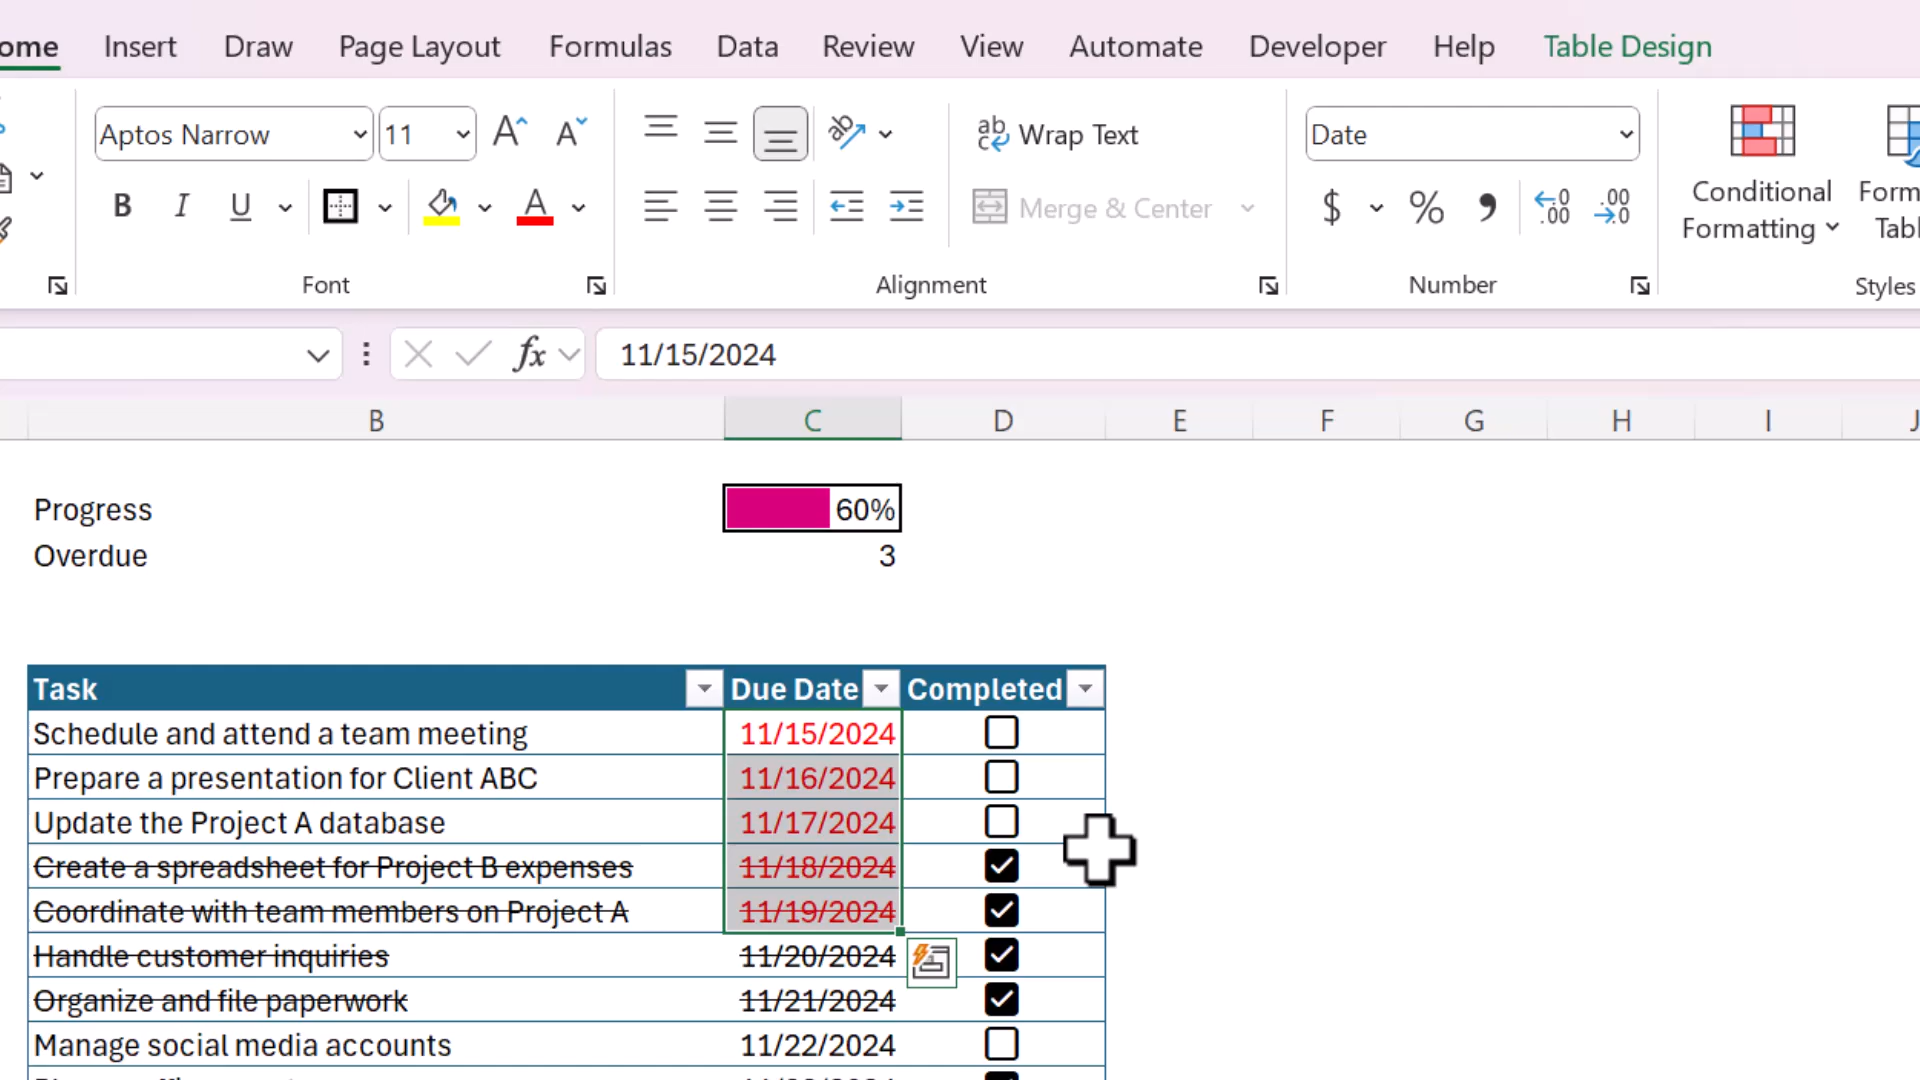 ome Insert Draw Page Layout Formulas Data Review View Automate Developer Help Table Design
Aptos Narrow 11 A A ab Wrap Text Date
B I U A Merge & Center $ % , .00 .00 Conditional Formatting Form Tabl
Font Alignment Number Styles
fx 11/15/2024
B C D E F G H I J
Progress 60%
Overdue 3
Task Due Date Completed
Schedule and attend a team meeting 11/15/2024
Prepare a presentation for Client ABC 11/16/2024
Update the Project A database 11/17/2024
Create a spreadsheet for Project B expenses 11/18/2024
Coordinate with team members on Project A 11/19/2024
Handle customer inquiries 11/20/2024
Organize and file paperwork 11/21/2024
Manage social media accounts 11/22/2024